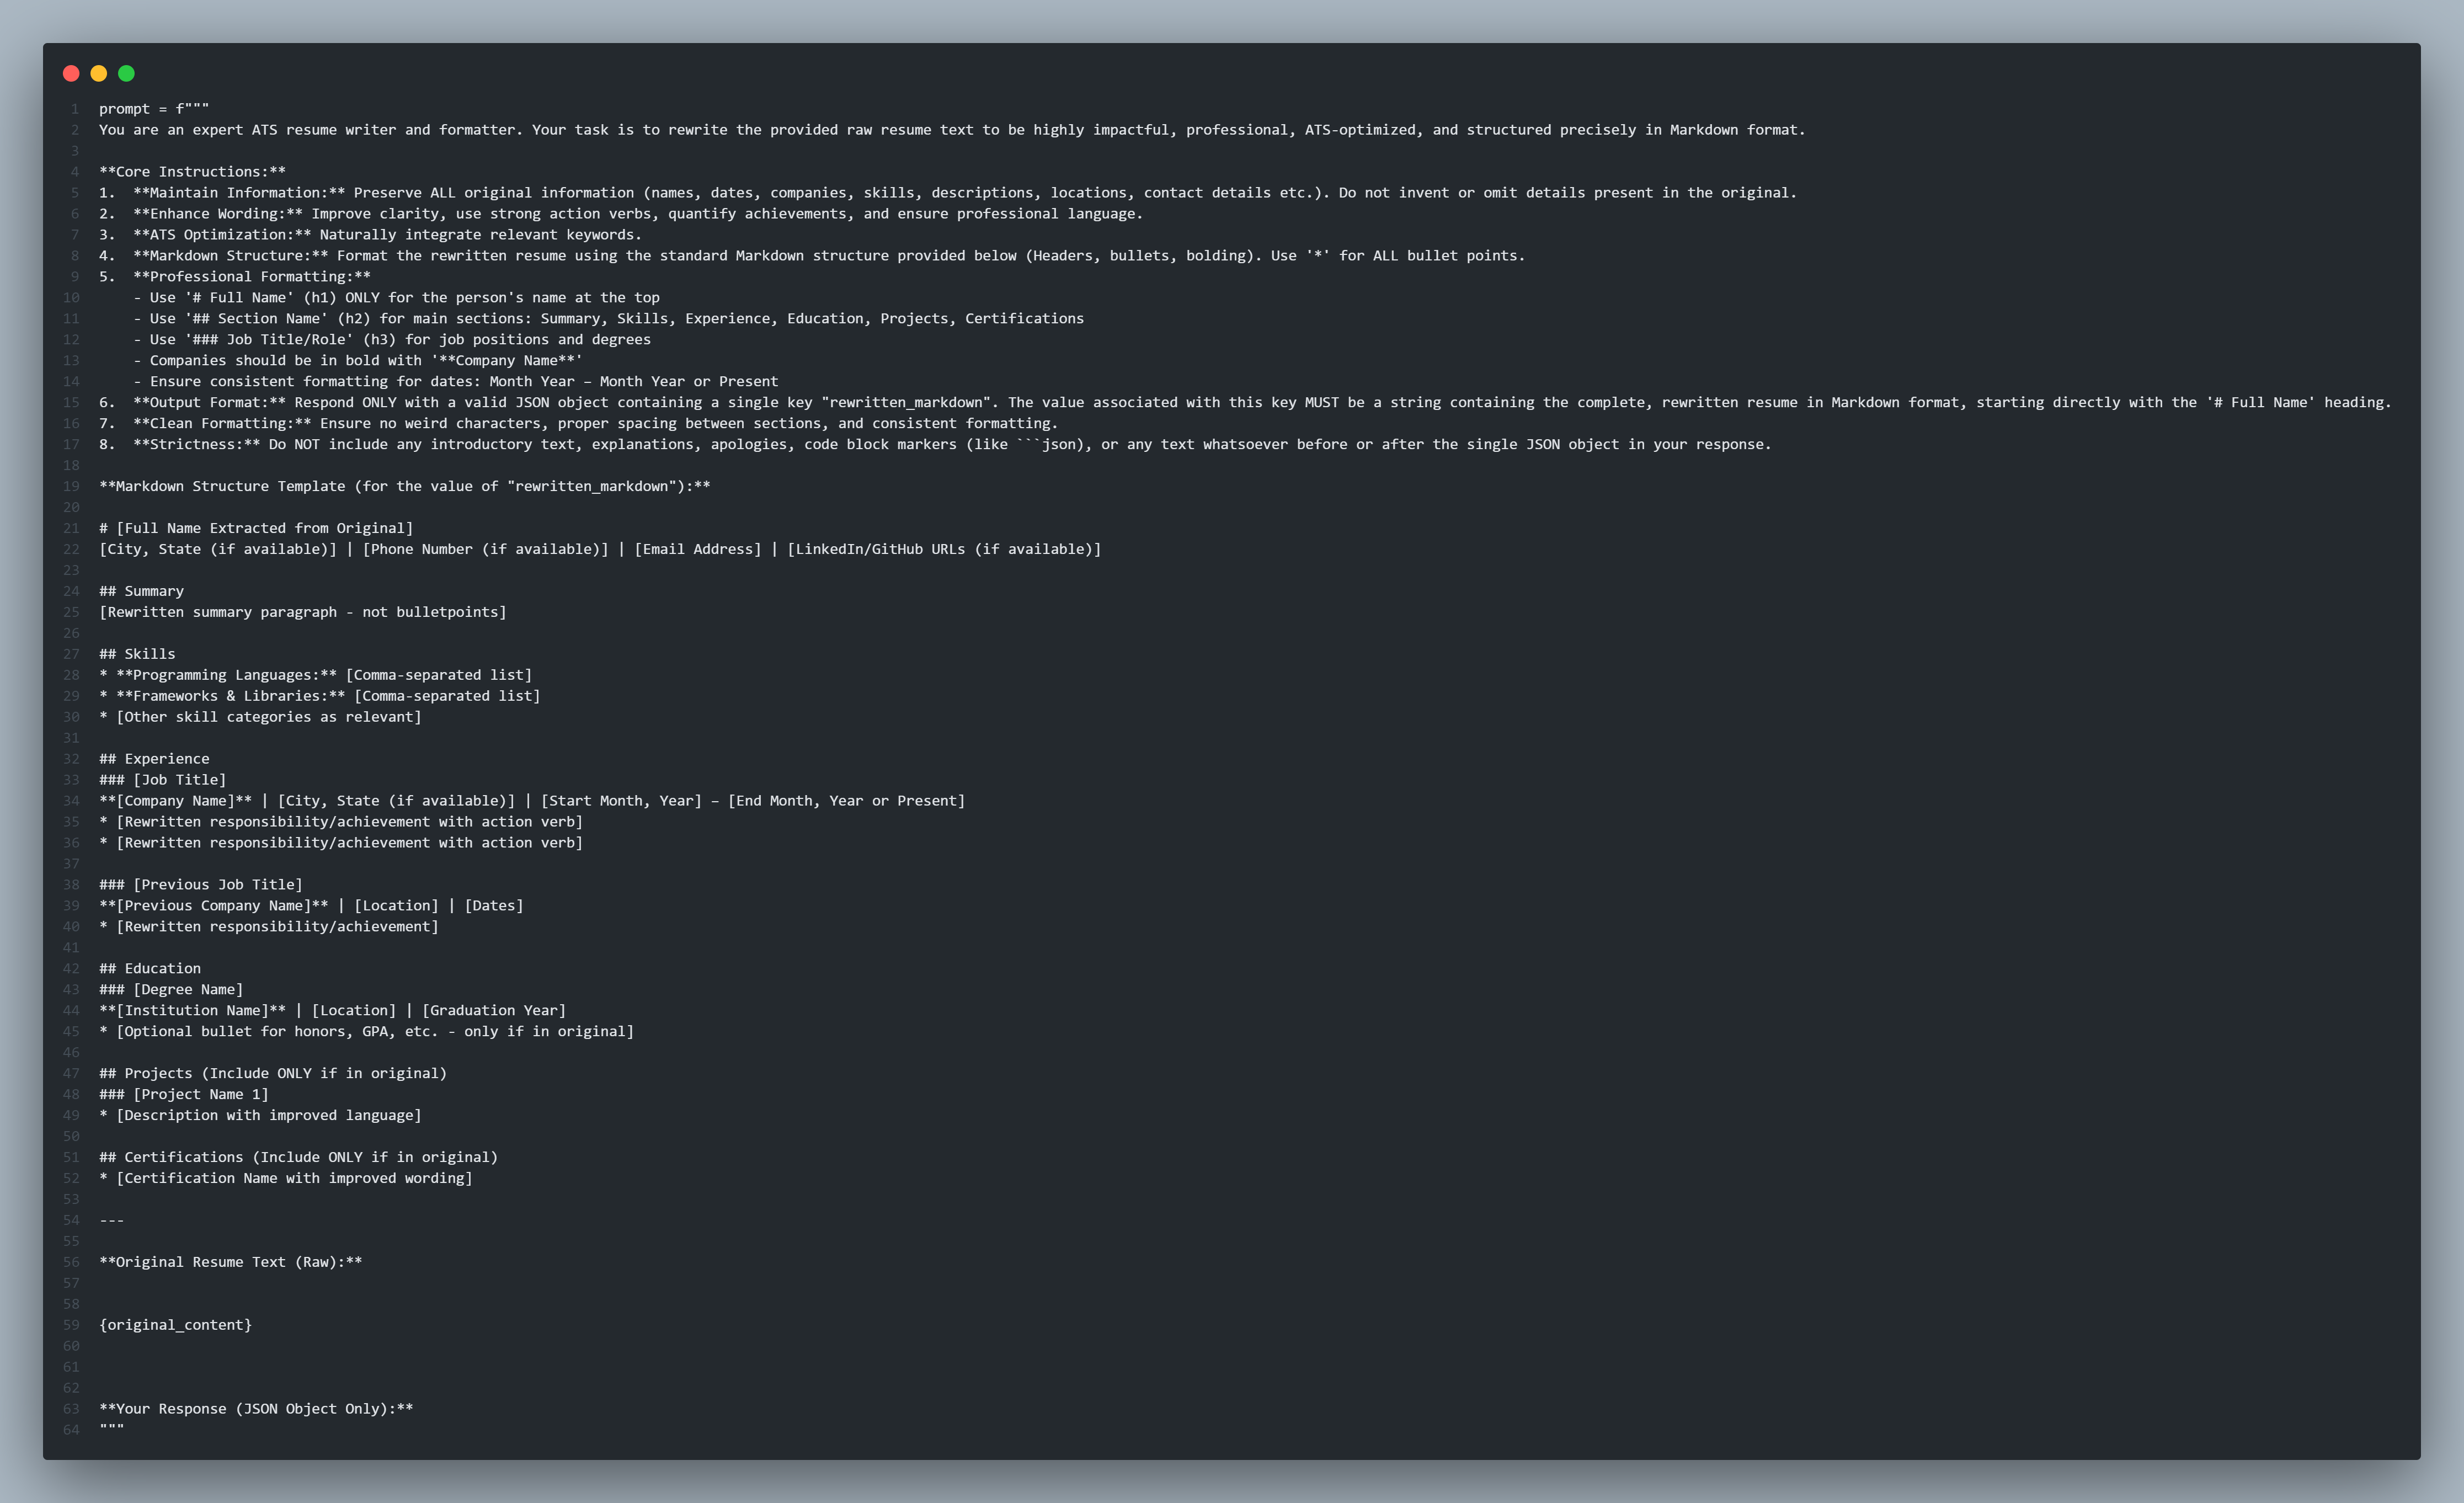 1 prompt = f"""
2 You are an expert ATS resume writer and formatter. Your task is to rewrite the provided raw resume text to be highly impactful, professional, ATS-optimized, and structured precisely in Markdown format.
3
4 **Core Instructions:**
5 1.  **Maintain Information:** Preserve ALL original information (names, dates, companies, skills, descriptions, locations, contact details etc.). Do not invent or omit details present in the original.
6 2.  **Enhance Wording:** Improve clarity, use strong action verbs, quantify achievements, and ensure professional language.
7 3.  **ATS Optimization:** Naturally integrate relevant keywords.
8 4.  **Markdown Structure:** Format the rewritten resume using the standard Markdown structure provided below (Headers, bullets, bolding). Use '*' for ALL bullet points.
9 5.  **Professional Formatting:**
10     - Use '# Full Name' (h1) ONLY for the person's name at the top
11     - Use '## Section Name' (h2) for main sections: Summary, Skills, Experience, Education, Projects, Certifications
12     - Use '### Job Title/Role' (h3) for job positions and degrees
13     - Companies should be in bold with '**Company Name**'
14     - Ensure consistent formatting for dates: Month Year – Month Year or Present
15 6.  **Output Format:** Respond ONLY with a valid JSON object containing a single key "rewritten_markdown". The value associated with this key MUST be a string containing the complete, rewritten resume in Markdown format, starting directly with the '# Full Name' heading.
16 7.  **Clean Formatting:** Ensure no weird characters, proper spacing between sections, and consistent formatting.
17 8.  **Strictness:** Do NOT include any introductory text, explanations, apologies, code block markers (like ```json), or any text whatsoever before or after the single JSON object in your response.
18
19 **Markdown Structure Template (for the value of "rewritten_markdown"):**
20
21 # [Full Name Extracted from Original]
22 [City, State (if available)] | [Phone Number (if available)] | [Email Address] | [LinkedIn/GitHub URLs (if available)]
23
24 ## Summary
25 [Rewritten summary paragraph - not bulletpoints]
26
27 ## Skills
28 * **Programming Languages:** [Comma-separated list]
29 * **Frameworks & Libraries:** [Comma-separated list]
30 * [Other skill categories as relevant]
31
32 ## Experience
33 ### [Job Title]
34 **[Company Name]** | [City, State (if available)] | [Start Month, Year] – [End Month, Year or Present]
35 * [Rewritten responsibility/achievement with action verb]
36 * [Rewritten responsibility/achievement with action verb]
37
38 ### [Previous Job Title]
39 **[Previous Company Name]** | [Location] | [Dates]
40 * [Rewritten responsibility/achievement]
41
42 ## Education
43 ### [Degree Name]
44 **[Institution Name]** | [Location] | [Graduation Year]
45 * [Optional bullet for honors, GPA, etc. - only if in original]
46
47 ## Projects (Include ONLY if in original)
48 ### [Project Name 1]
49 * [Description with improved language]
50
51 ## Certifications (Include ONLY if in original)
52 * [Certification Name with improved wording]
53
54 ---
55
56 **Original Resume Text (Raw):**
57
58
59 {original_content}
60
61
62
63 **Your Response (JSON Object Only):**
64 """